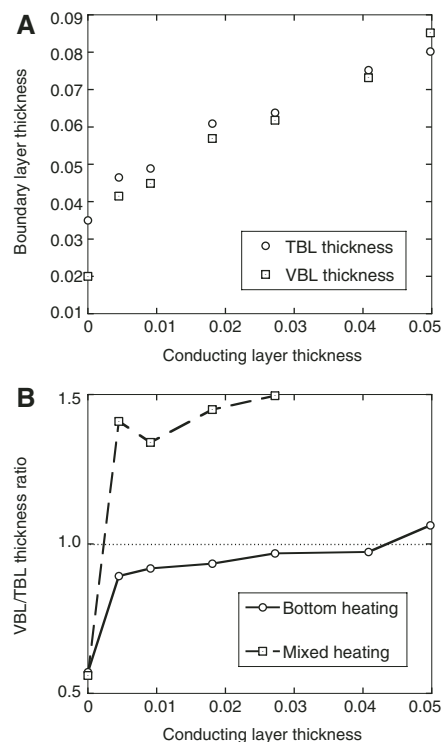 A
0.09
0.08
0.07
0.06
0.05
0.04
0.03
0.02
0.01
Boundary layer thickness
TBL thickness
VBL thickness
0 0.01 0.02 0.03 0.04 0.05
Conducting layer thickness
B
1.5
1.0
0.5
VBL/TBL thickness ratio
Bottom heating
Mixed heating
0 0.01 0.02 0.03 0.04 0.05
Conducting layer thickness